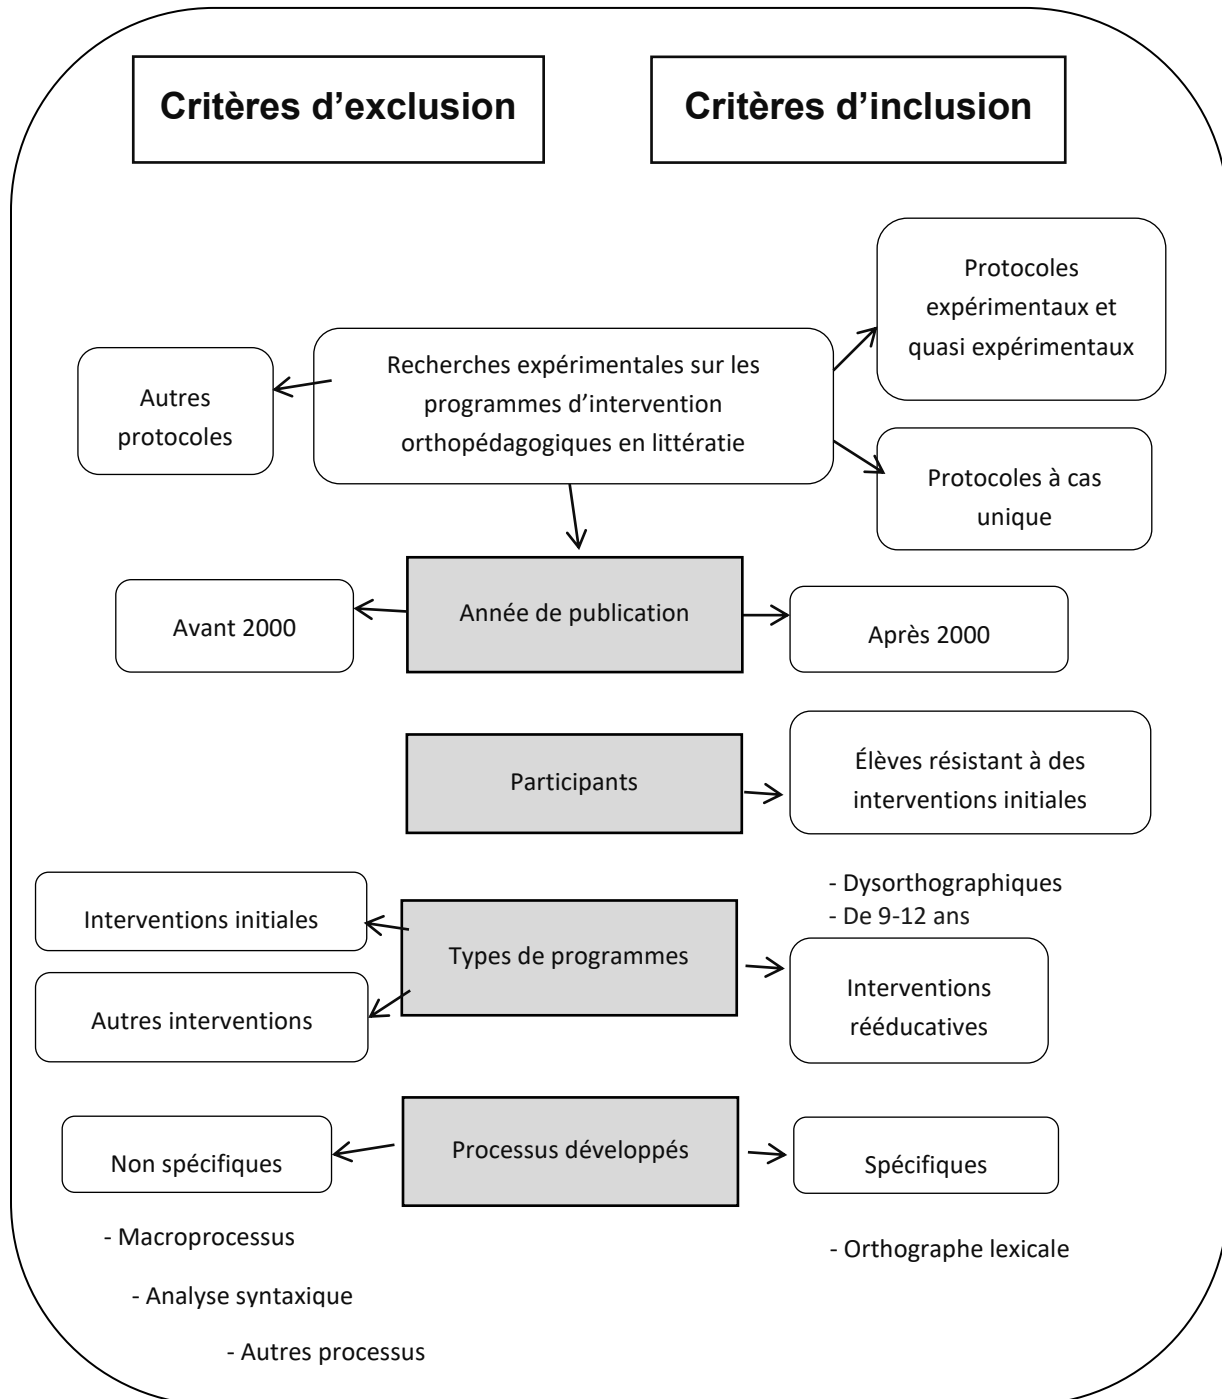 Critères d’exclusion
Critères d’inclusion
Protocoles
expérimentaux et
quasi expérimentaux
Recherches expérimentales sur les
programmes d’intervention
orthopédagogiques en littératie
Autres
protocoles
Protocoles à cas
unique
Année de publication
Avant 2000
Après 2000
Participants
Élèves résistant à des
interventions initiales
- Dysorthographiques
- De 9-12 ans
Interventions initiales
Types de programmes
Autres interventions
Interventions
rééducatives
Processus développés
Non spécifiques
Spécifiques
- Macroprocessus
- Orthographe lexicale
- Analyse syntaxique
- Autres processus